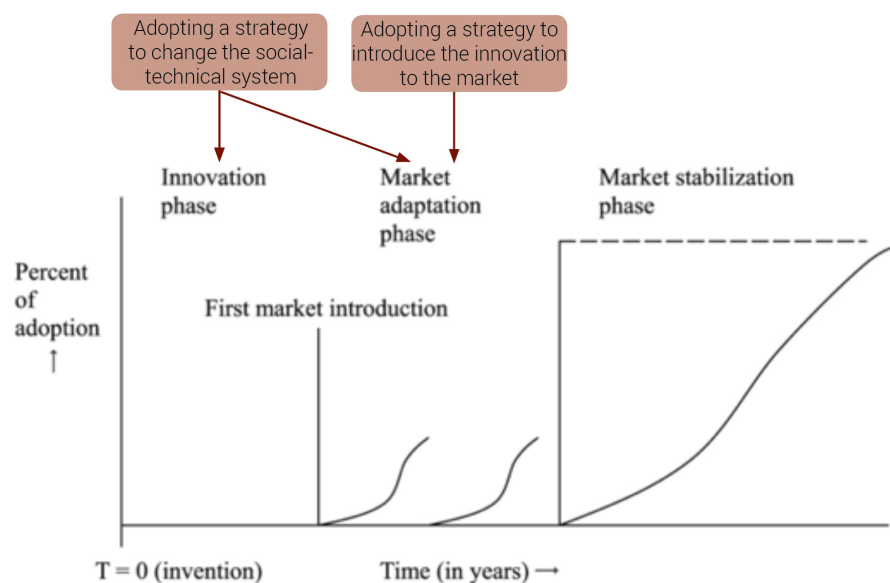 Adopting a strategy
to change the social-
technical system
Adopting a strategy to
introduce the innovation
to the market
Innovation
phase
Market
adaptation
phase
Market stabilization
phase
Percent
of
adoption
↑
First market introduction
T = 0 (invention)
Time (in years) →